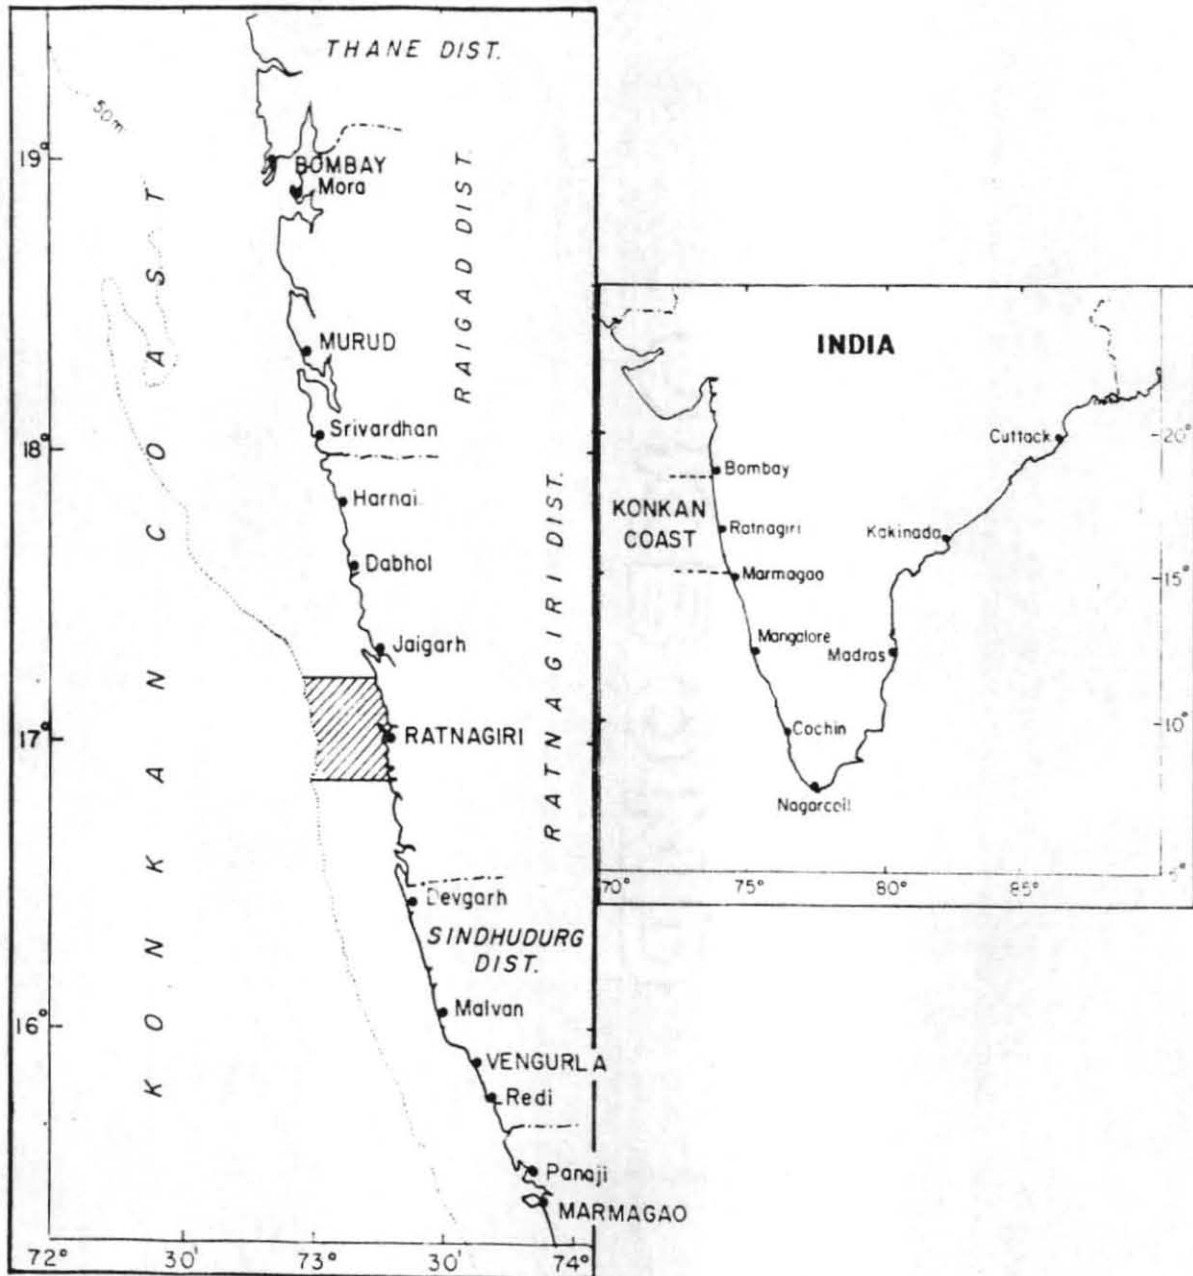 THANE DIST.
50m
19°
BOMBAY
Mora
RAIGAD DIST.
KONKAN COAST
MURUD
18°
Srivardhan
Harnai
Dabhol
Jaigarh
RATNAGIRI DIST.
17°
RATNAGIRI
Devgarh
SINDHUDURG
DIST.
Malvan
16°
VENGURLA
Redi
Panaji
MARMAGAO
72° 30' 73° 30' 74°
INDIA
Cuttack
20°
Bombay
KONKAN
COAST
Ratnagiri
Kakinada
Marmagao
15°
Mangalore
Madras
Cochin
10°
Nagarcoil
5°
70° 75° 80° 85°